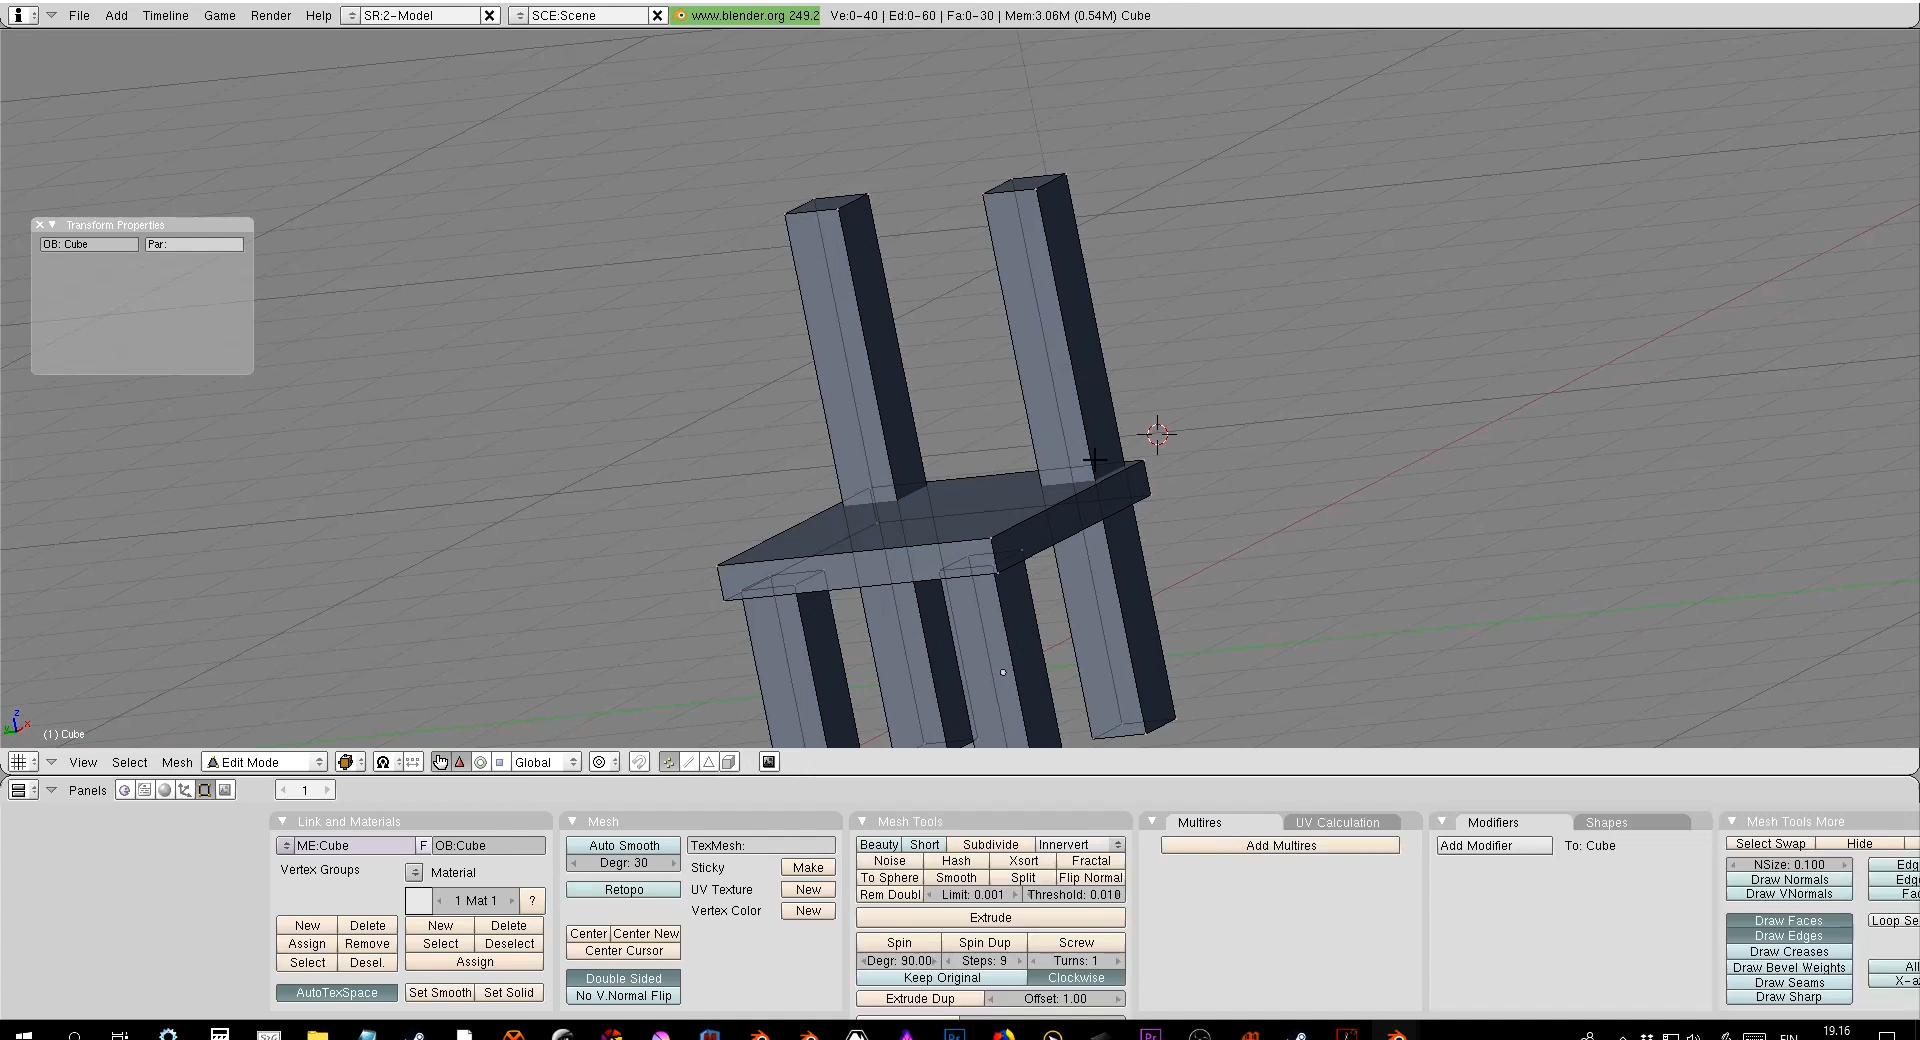 File Add Timeline Game Render Help SR:2-Model SCE:Scene www.blender.org 249.2 Ve:0-40 | Ed:0-60 | Fa:0-30 | Mem:3.06M (0.54M) Cube
Transform Properties
OB: Cube Par:
z
x
y
(1) Cube
View Select Mesh Edit Mode Global
Panels 1
Link and Materials Mesh Mesh Tools Multires UV Calculation Modifiers Shapes Mesh Tools More
ME:Cube F OB:Cube Auto Smooth TexMesh: Beauty Short Subdivide Innervert Add Multires Add Modifier To: Cube Select Swap Hide
Vertex Groups Material Degr: 30 Sticky Make Noise Hash Xsort Fractal NSize: 0.100 Edg
To Sphere Smooth Split Flip Normal Draw Normals Edg
1 Mat 1 ? Retopo UV Texture New Rem Doubl Limit: 0.001 Threshold: 0.010 Draw VNormals Fac
New Delete New Delete Vertex Color New Extrude Draw Faces Loop Se
Assign Remove Select Deselect Center Center New Spin Spin Dup Screw Draw Edges
Select Desel. Assign Center Cursor Degr: 90.00 Steps: 9 Turns: 1 Draw Creases
Draw Bevel Weights All
AutoTexSpace Set Smooth Set Solid Double Sided Keep Original Clockwise Draw Seams X-a
No V.Normal Flip Extrude Dup Offset: 1.00 Draw Sharp
Pr 19.16
FIN